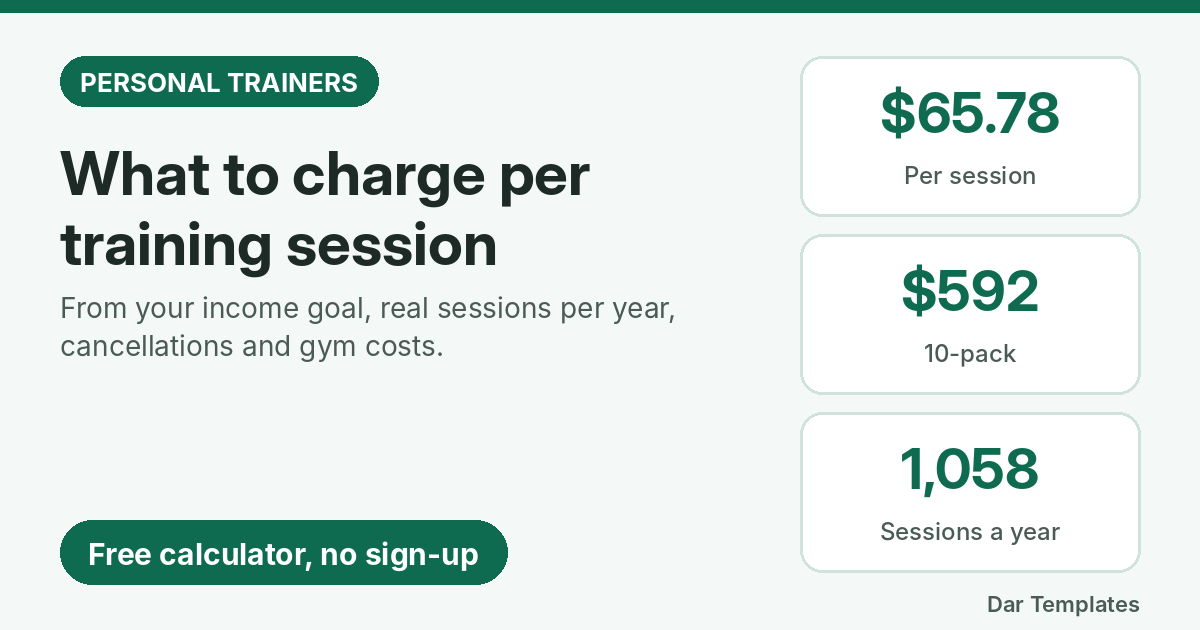 PERSONAL TRAINERS
What to charge per
training session
From your income goal, real sessions per year,
cancellations and gym costs.
Free calculator, no sign-up
$65.78
Per session
$592
10-pack
1,058
Sessions a year
Dar Templates